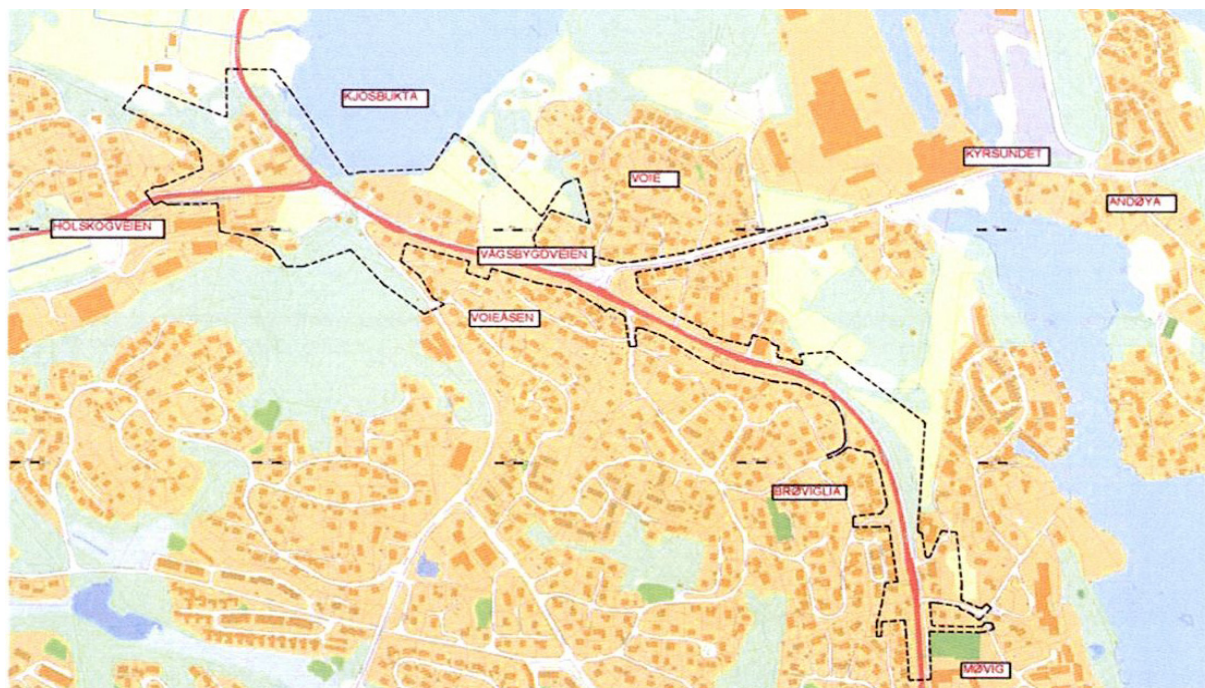 KJOSBUKTA
KYRSUNDET
VOIE
ANDØYA
HOLSKOGVEIEN
VÅGSBYGDVEIEN
VOIEÅSEN
BRØVIGLIA
MØVIG